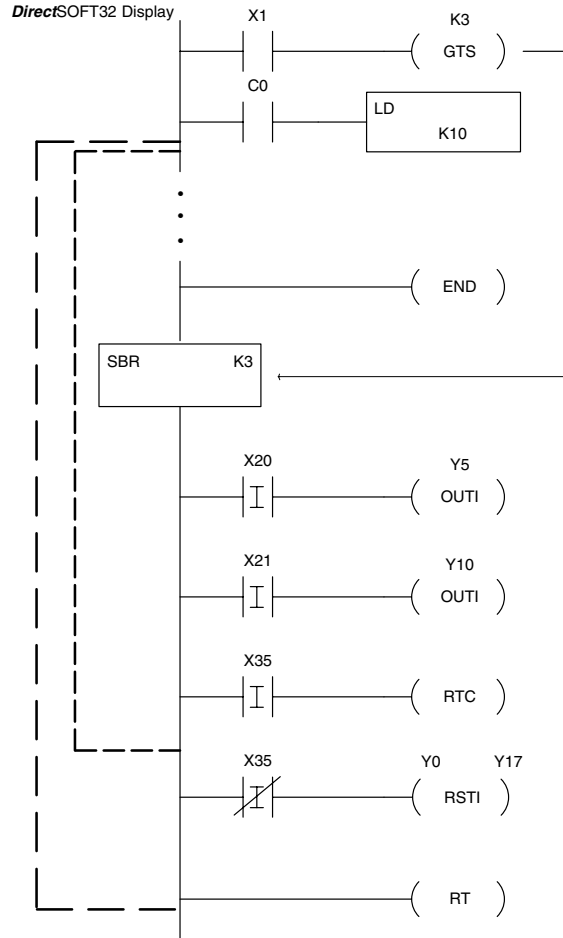 DirectSOFT32 Display
X1 K3
GTS
C0
LD
K10
END
SBR K3
X20 Y5
OUTI
X21 Y10
OUTI
X35
RTC
X35 Y0 Y17
RSTI
RT